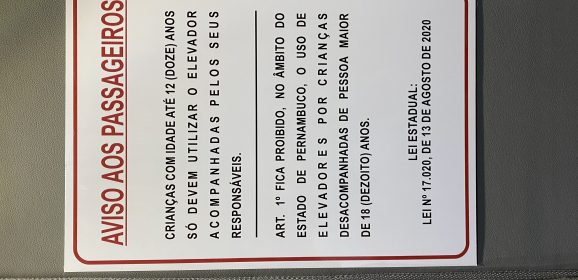 AVISO AOS PASSAGEIROS
CRIANÇAS COM IDADE ATÉ 12 (DOZE) ANOS
SÓ DEVEM UTILIZAR O ELEVADOR
ACOMPANHADAS PELOS SEUS
RESPONSÁVEIS.
ART. 1º FICA PROIBIDO, NO ÂMBITO DO
ESTADO DE PERNAMBUCO, O USO DE
ELEVADORES POR CRIANÇAS
DESACOMPANHADAS DE PESSOA MAIOR
DE 18 (DEZOITO) ANOS.
LEI ESTADUAL:
LEI Nº 17.020, DE 13 DE AGOSTO DE 2020